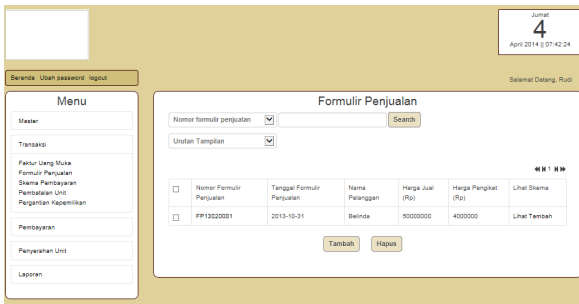 Jumat
4
April 2014 || 07:42:24
Beranda Ubah password logout
Selamat Datang, Rudi
Menu
Master
Transaksi
Faktur Uang Muka
Formulir Penjualan
Skema Pembayaran
Pembatalan Unit
Pergantian Kepemilikan
Pembayaran
Penyerahan Unit
Laporan
Formulir Penjualan
Nomor formulir penjualan Search
Urutan Tampilan
1
Nomor Formulir Penjualan Tanggal Formulir Penjualan Nama Pelanggan Harga Jual (Rp) Harga Pengikat (Rp) Lihat Skema
FP13020001 2013-10-31 Belinda 50000000 4000000 Lihat Tambah
Tambah Hapus